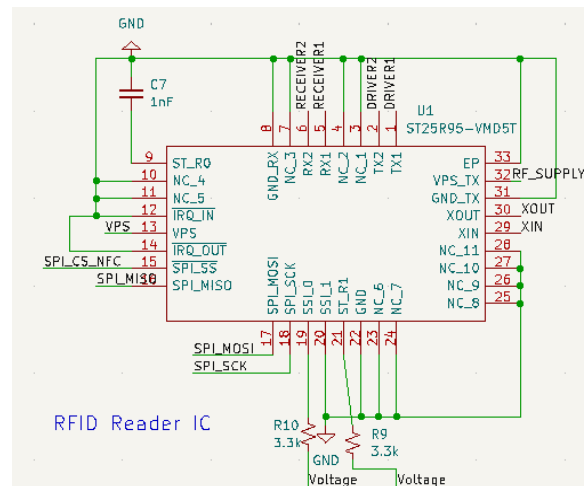 GND
C7
1nF
RECEIVER2
RECEIVER1
DRIVER2
DRIVER1
U1
ST25R95-VMD5T
8
7
6
5
4
3
2
1
GND_RX
NC_3
RX2
RX1
NC_2
NC_1
TX2
TX1
9 ST_R0
10 NC_4
11 NC_5
12 IRQ_IN
VPS 13 VPS
14 IRQ_OUT
SPI_CS_NFC 15 SPI_SS
SPI_MISO 16 SPI_MISO
EP 33
VPS_TX 32 RF_SUPPLY
GND_TX 31
XOUT 30 XOUT
XIN 29 XIN
NC_11 28
NC_10 27
NC_9 26
NC_8 25
SPI_MOSI
SPI_SCK
SSI_0
SSI_1
ST_R1
GND
NC_6
NC_7
17
18
19
20
21
22
23
24
SPI_MOSI
SPI_SCK
RFID Reader IC
R10
3.3k
GND
R9
3.3k
Voltage
Voltage